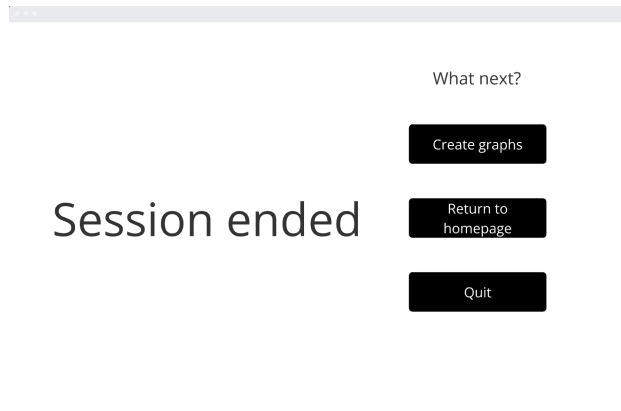 Session ended
What next?
Create graphs
Return to
homepage
Quit